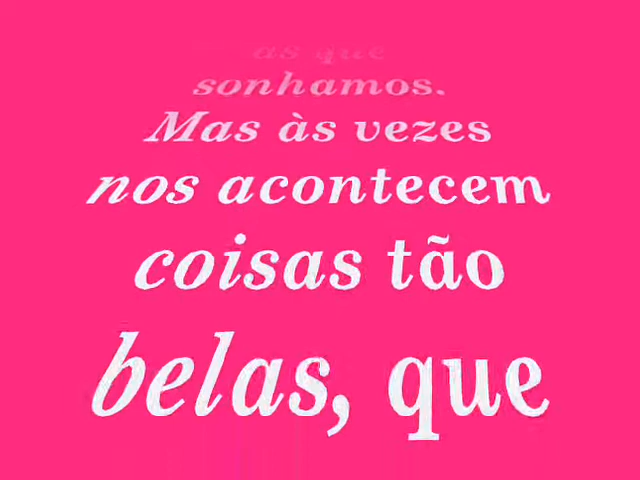 as que
sonhamos.
Mas às vezes
nos acontecem
coisas tão
belas, que